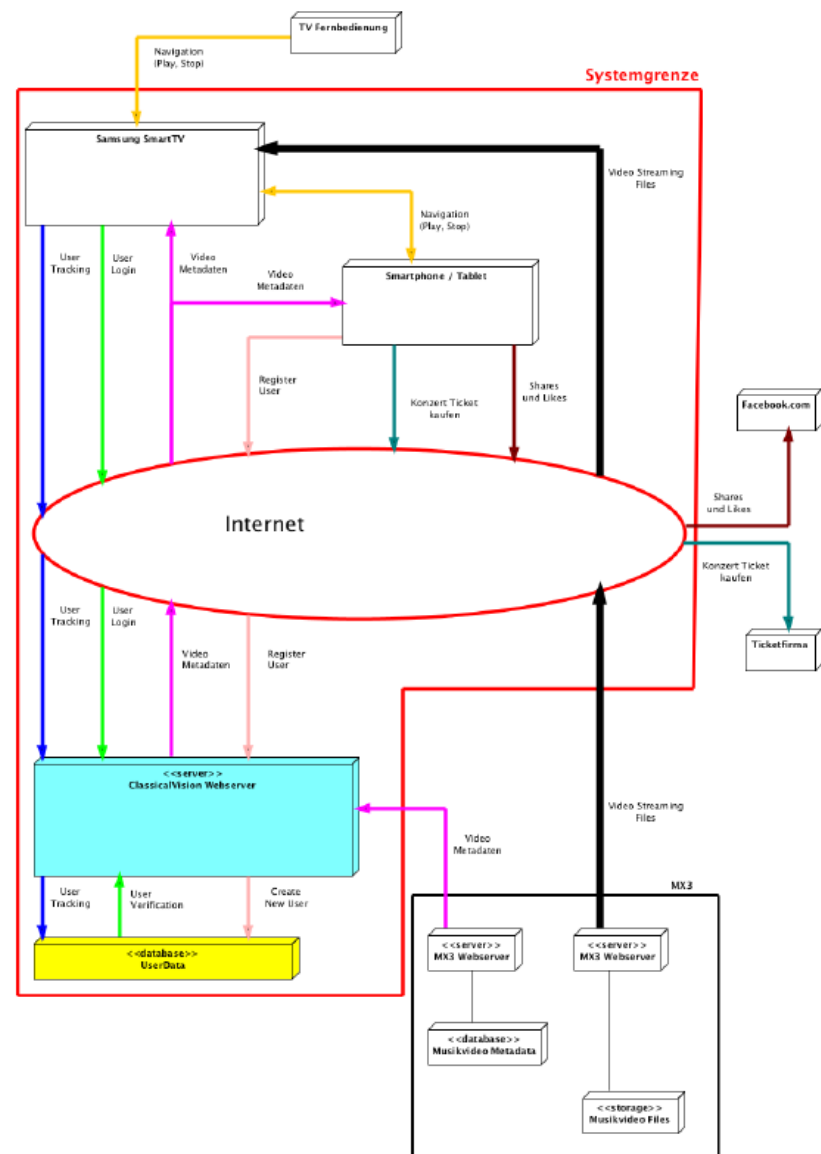 TV Fernbedienung
Navigation
(Play, Stop)
Systemgrenze
Samsung SmartTV
Video Streaming
Files
Navigation
(Play, Stop)
User
Tracking
User
Login
Video
Metadaten
Video
Metadaten
Smartphone / Tablet
Register
User
Konzert Ticket
kaufen
Shares
und Likes
Facebook.com
Internet
Shares
und Likes
Konzert Ticket
kaufen
User
Tracking
User
Login
Video
Metadaten
Register
User
Ticketfirma
<<server>>
ClassicalVision Webserver
Video Streaming
Files
Video
Metadaten
User
Tracking
User
Verification
Create
New User
MX3
<<database>>
UserData
<<server>>
MX3 Webserver
<<server>>
MX3 Webserver
<<database>>
Musikvideo Metadata
<<storage>>
Musikvideo Files